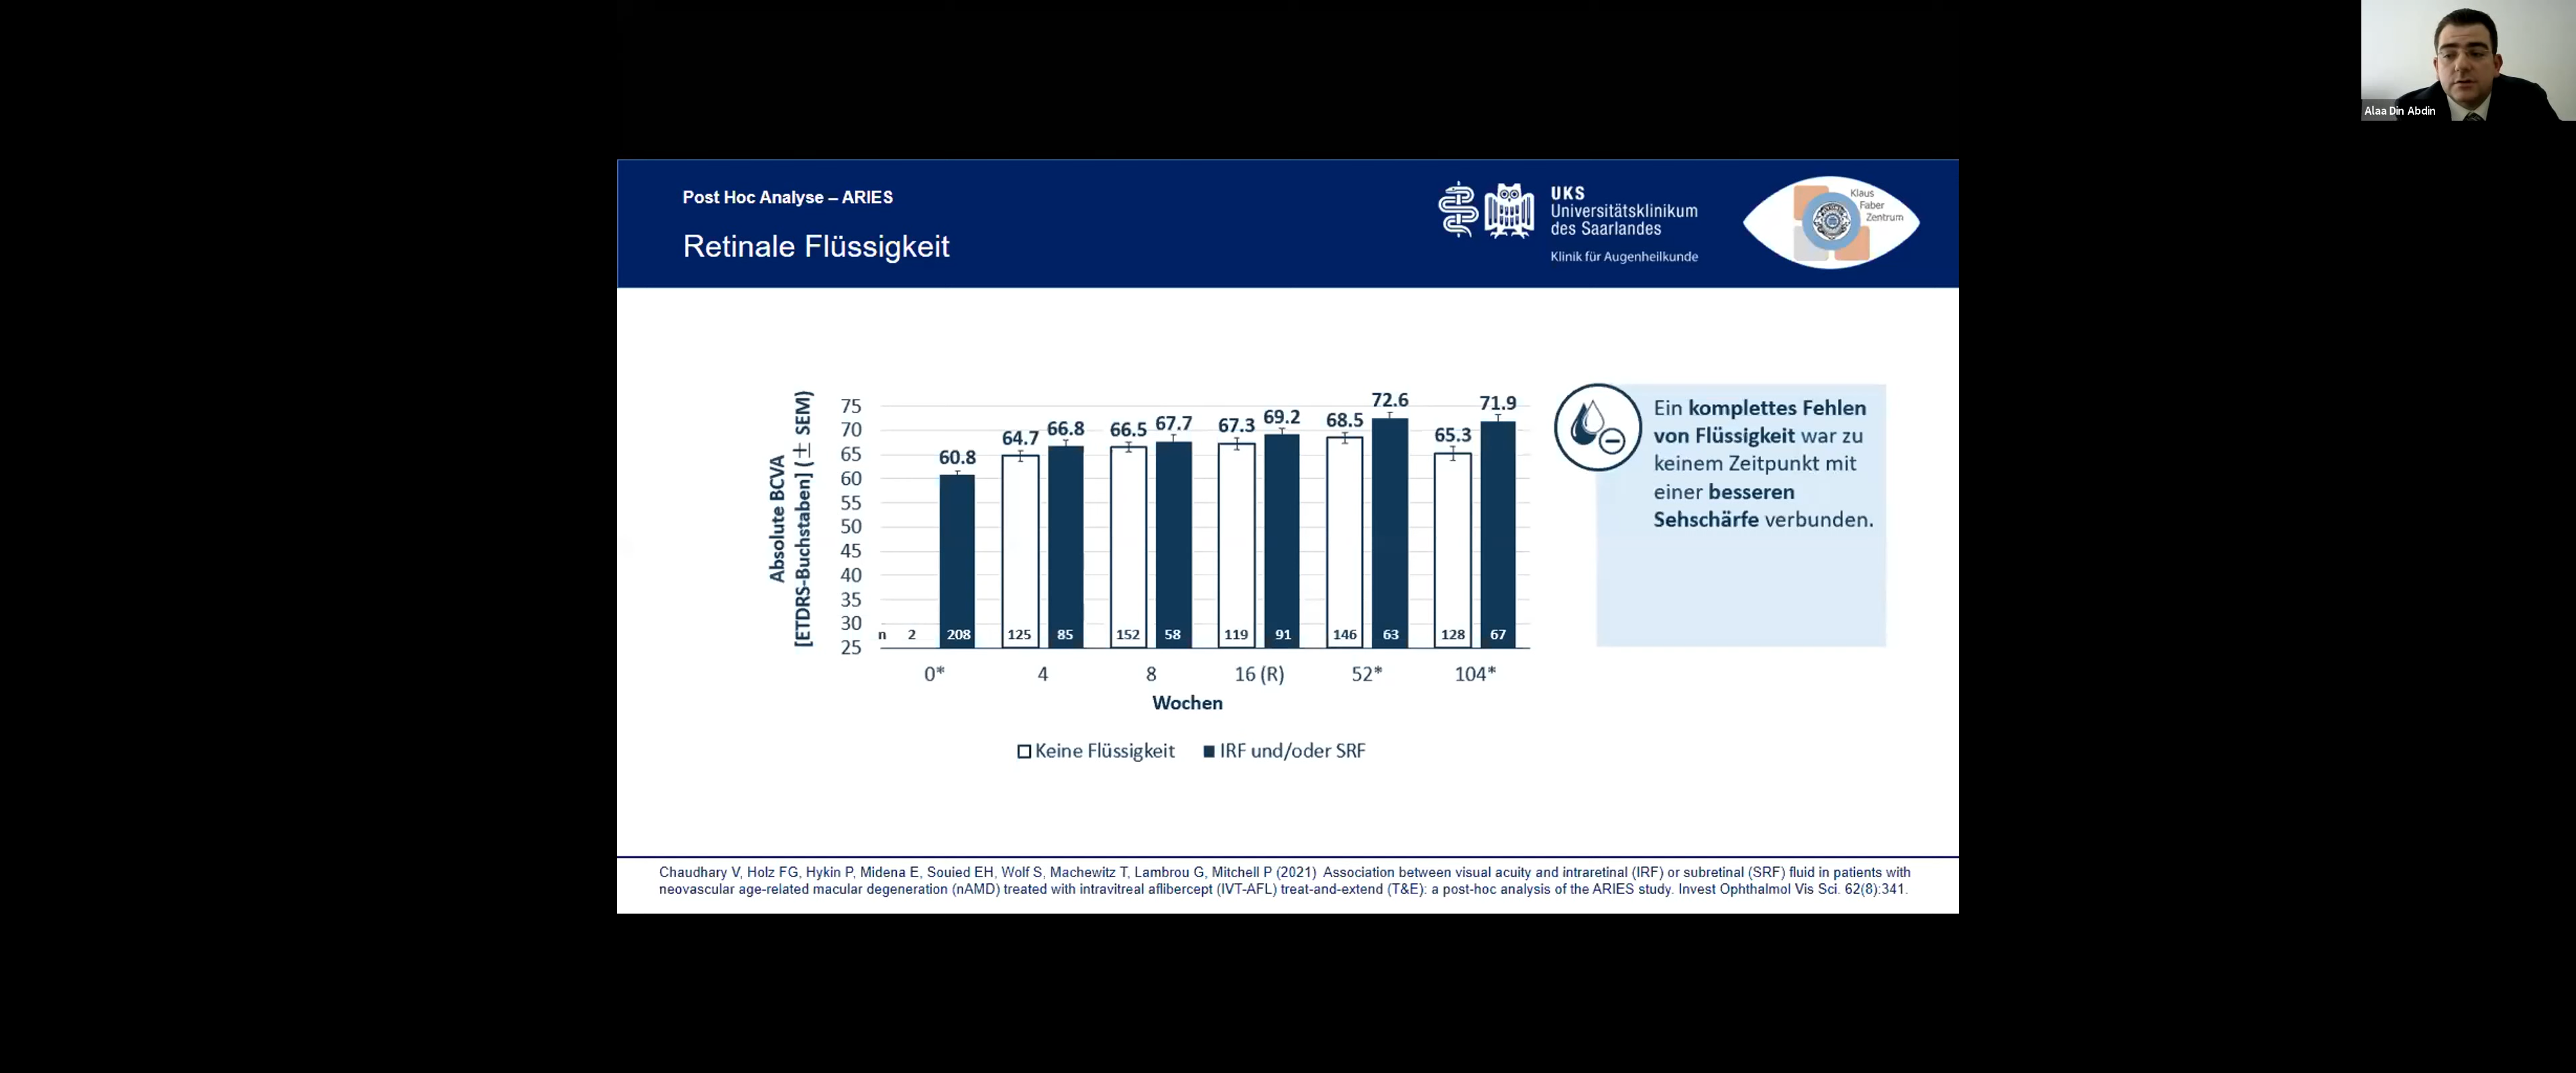 Alaa Din Abdin
Post Hoc Analyse – ARIES
Retinale Flüssigkeit
UKS
Universitätsklinikum
des Saarlandes
Klinik für Augenheilkunde
Klaus
Faber
Zentrum
Absolute BCVA
[ETDRS-Buchstaben] (± SEM)
75
70
65
60
55
50
45
40
35
30
25
60.8
64.7
66.8
66.5
67.7
67.3
69.2
68.5
72.6
65.3
71.9
n 2 208 125 85 152 58 119 91 146 63 128 67
0* 4 8 16 (R) 52* 104*
Wochen
Keine Flüssigkeit IRF und/oder SRF
Ein komplettes Fehlen
von Flüssigkeit war zu
keinem Zeitpunkt mit
einer besseren
Sehschärfe verbunden.
Chaudhary V, Holz FG, Hykin P, Midena E, Souied EH, Wolf S, Machewitz T, Lambrou G, Mitchell P (2021) Association between visual acuity and intraretinal (IRF) or subretinal (SRF) fluid in patients with
neovascular age-related macular degeneration (nAMD) treated with intravitreal aflibercept (IVT-AFL) treat-and-extend (T&E): a post-hoc analysis of the ARIES study. Invest Ophthalmol Vis Sci. 62(8):341.